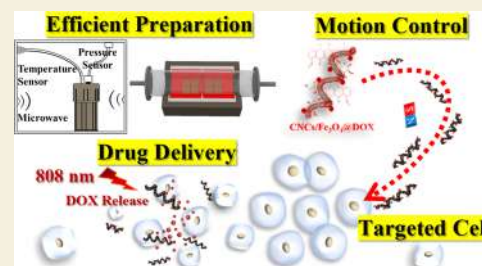 Efficient Preparation
Motion Control
Pressure
Sensor
Temperature
Sensor
Microwave
CNCs/Fe₃O₄@DOX
Drug Delivery
808 nm
DOX Release
Targeted Cel